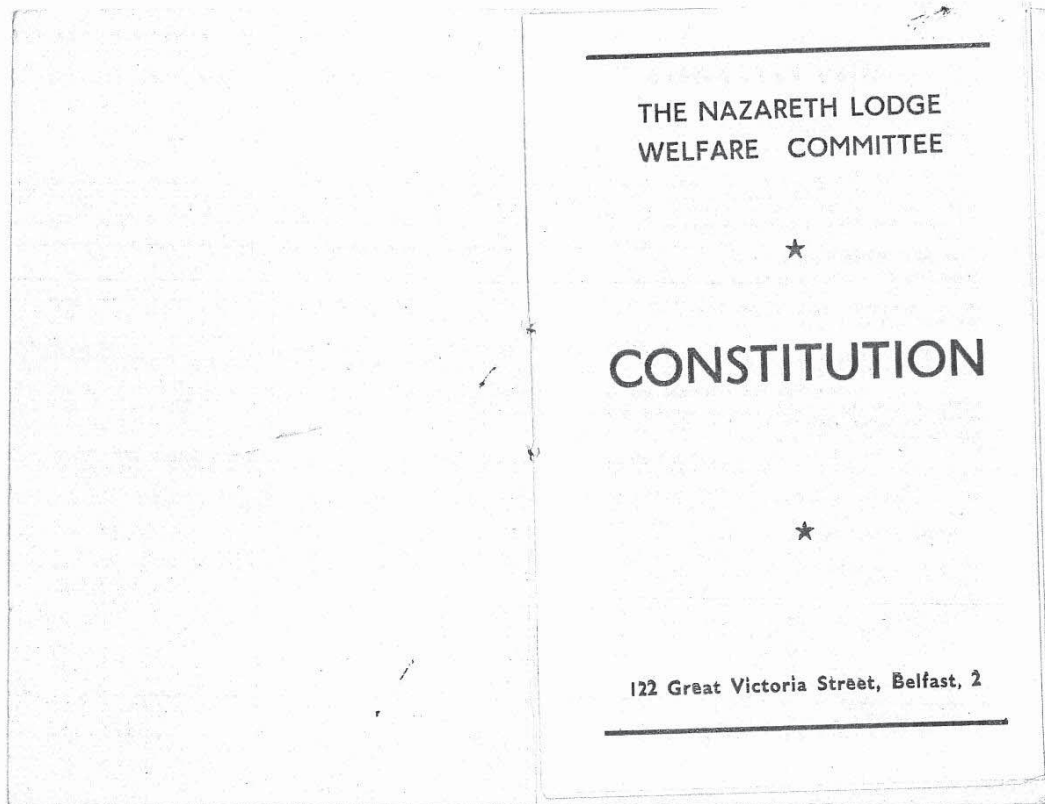 THE NAZARETH LODGE
WELFARE COMMITTEE
★
CONSTITUTION
★
122 Great Victoria Street, Belfast, 2